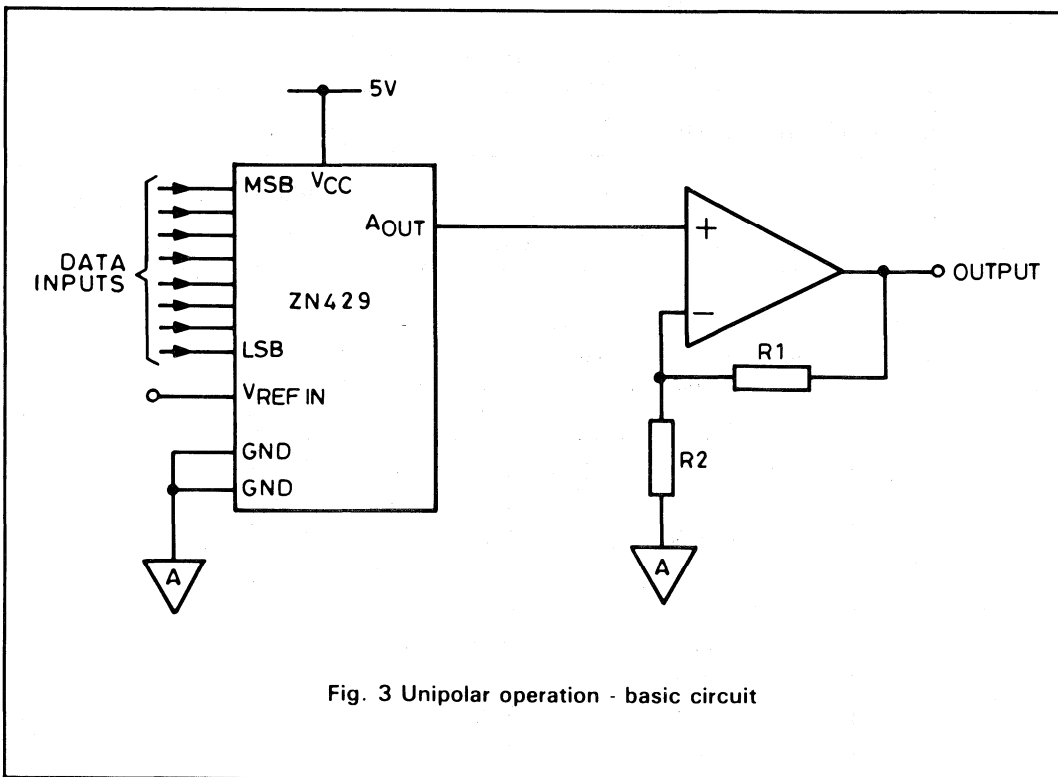 5V
MSB VCC
AOUT
DATA
INPUTS
ZN429
LSB
VREF IN
GND
GND
A
+
−
OUTPUT
R1
R2
A
Fig. 3 Unipolar operation - basic circuit